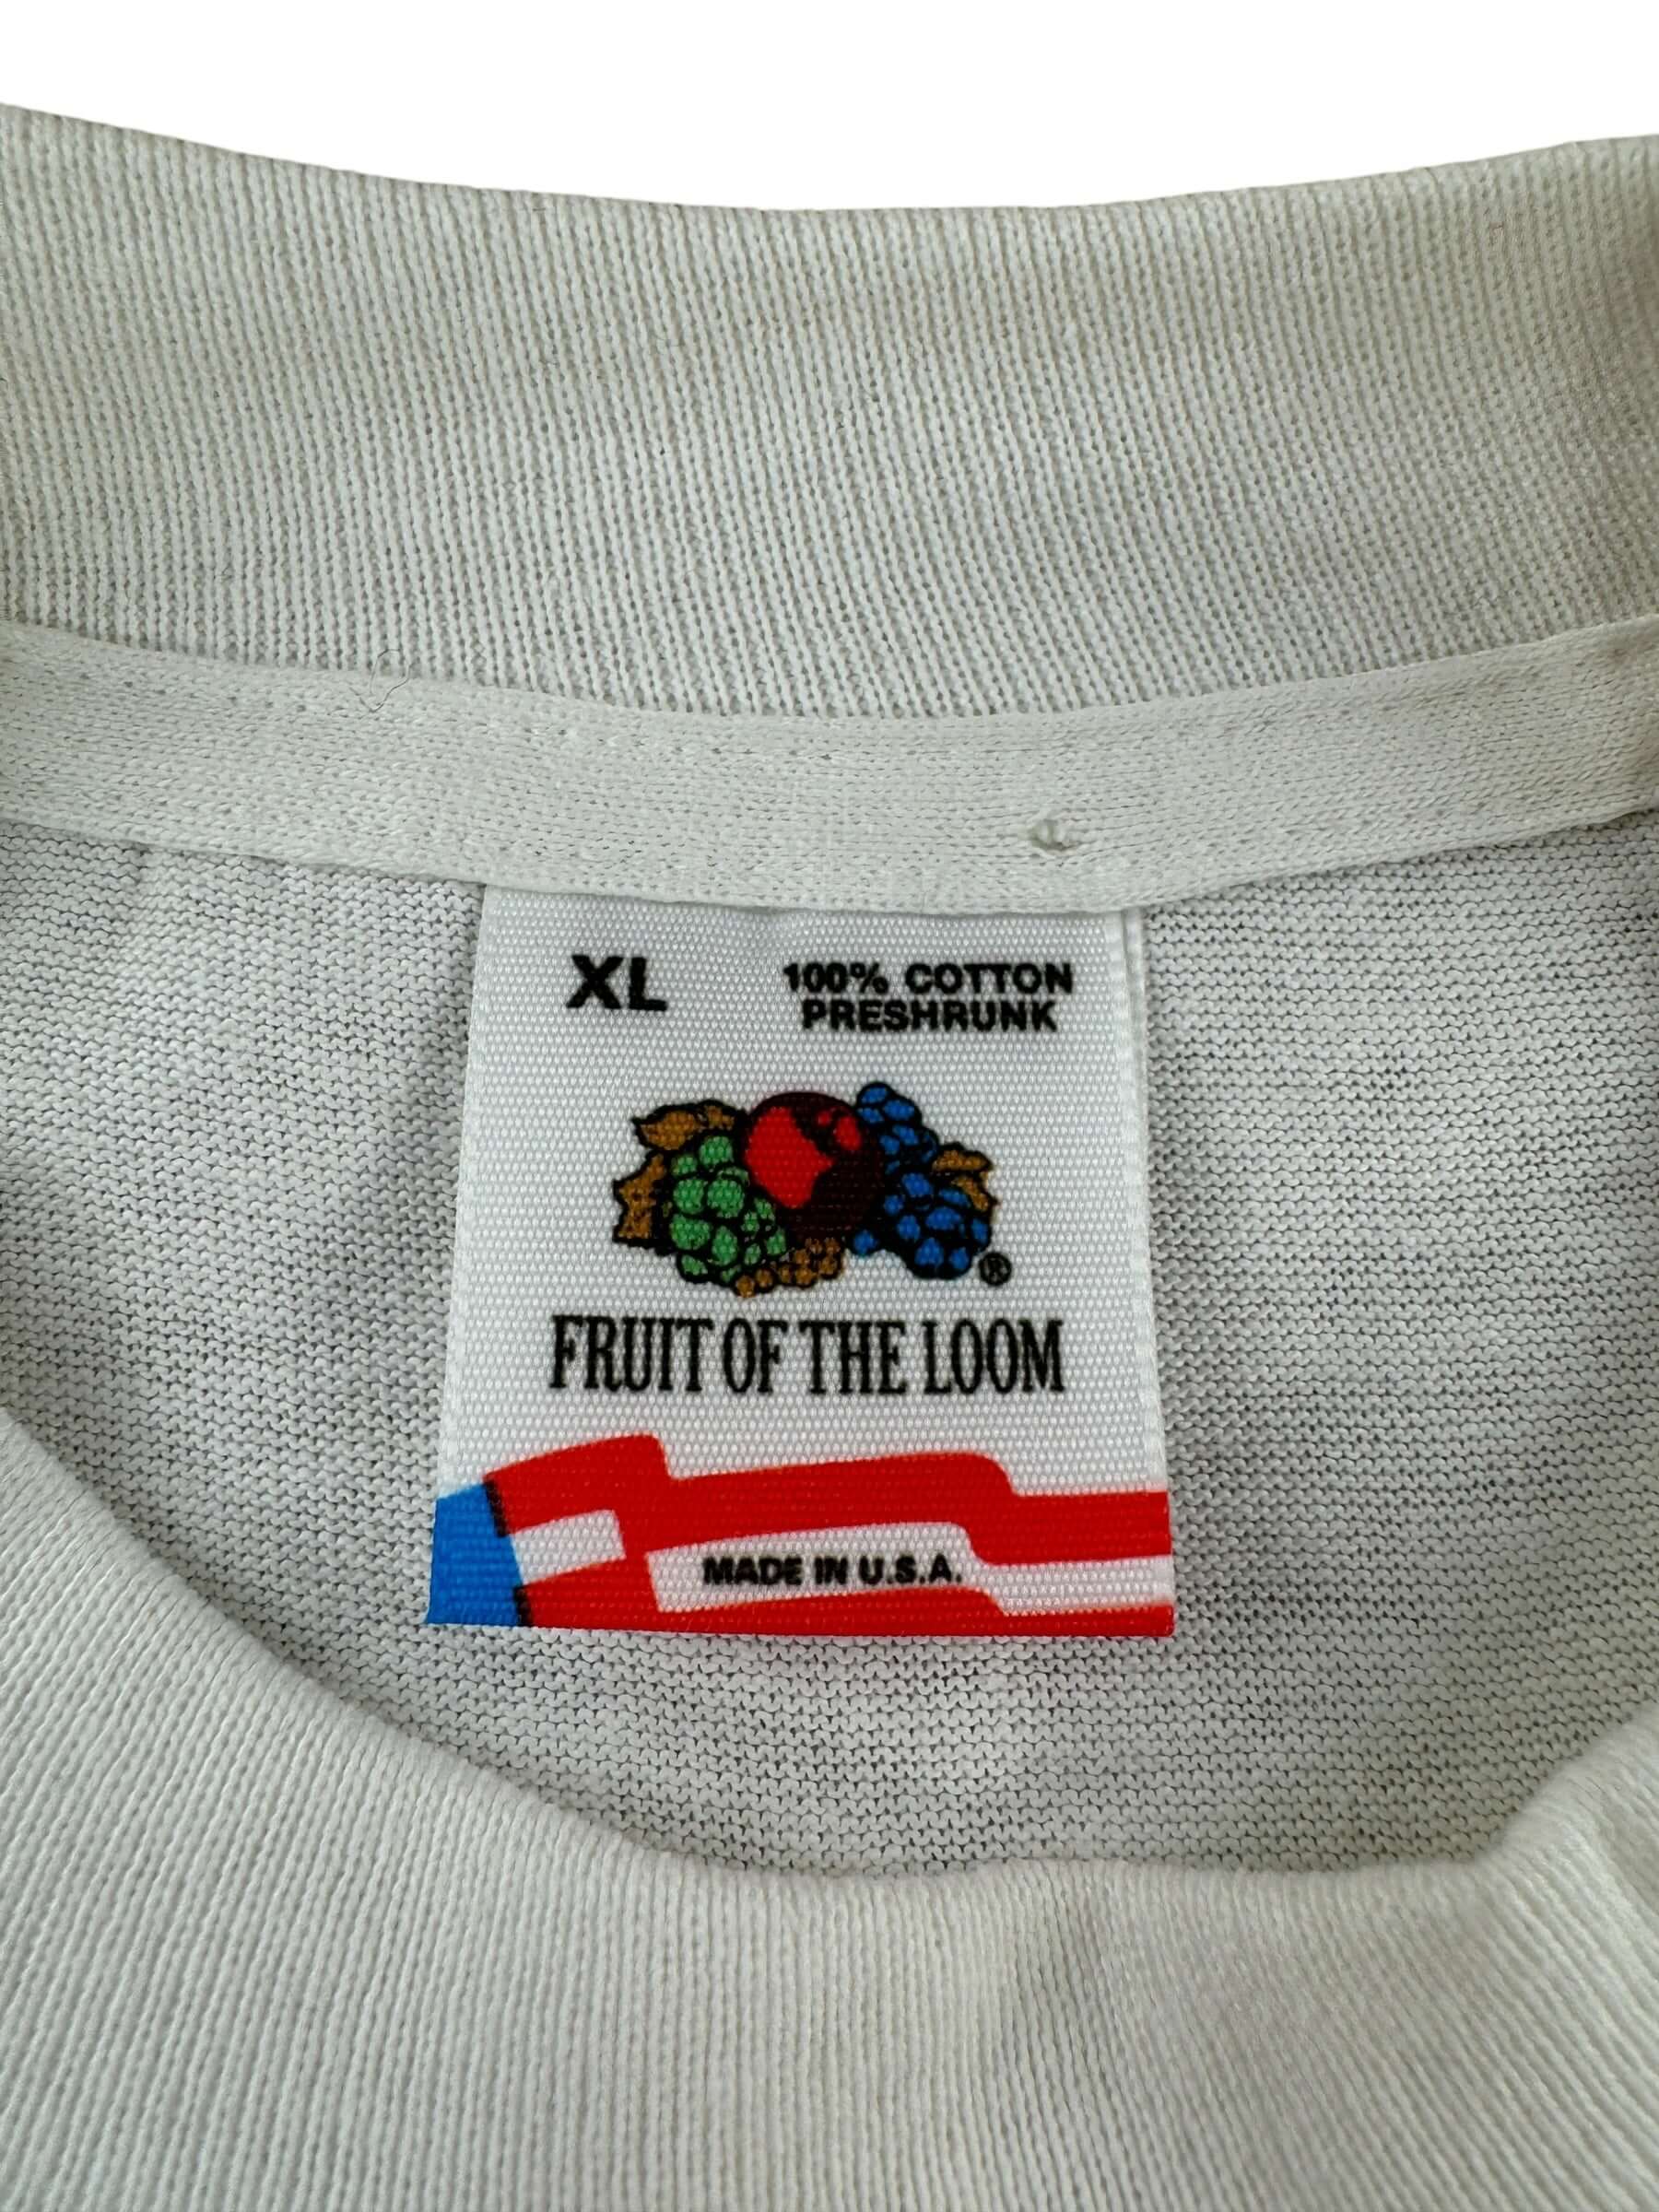 XL
100% COTTON
PRESHRUNK
®
FRUIT OF THE LOOM
MADE IN U.S.A.